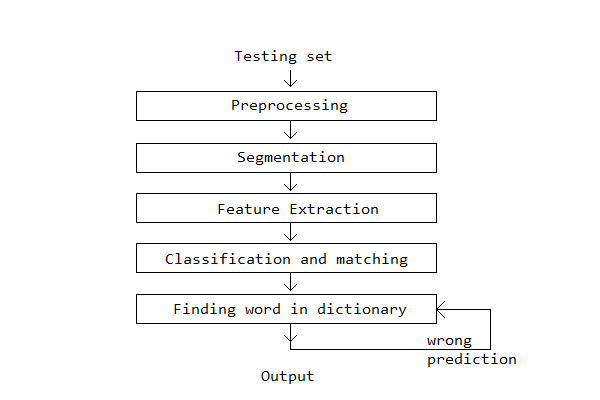 Testing set
Preprocessing
Segmentation
Feature Extraction
Classification and matching
Finding word in dictionary
wrong
prediction
Output